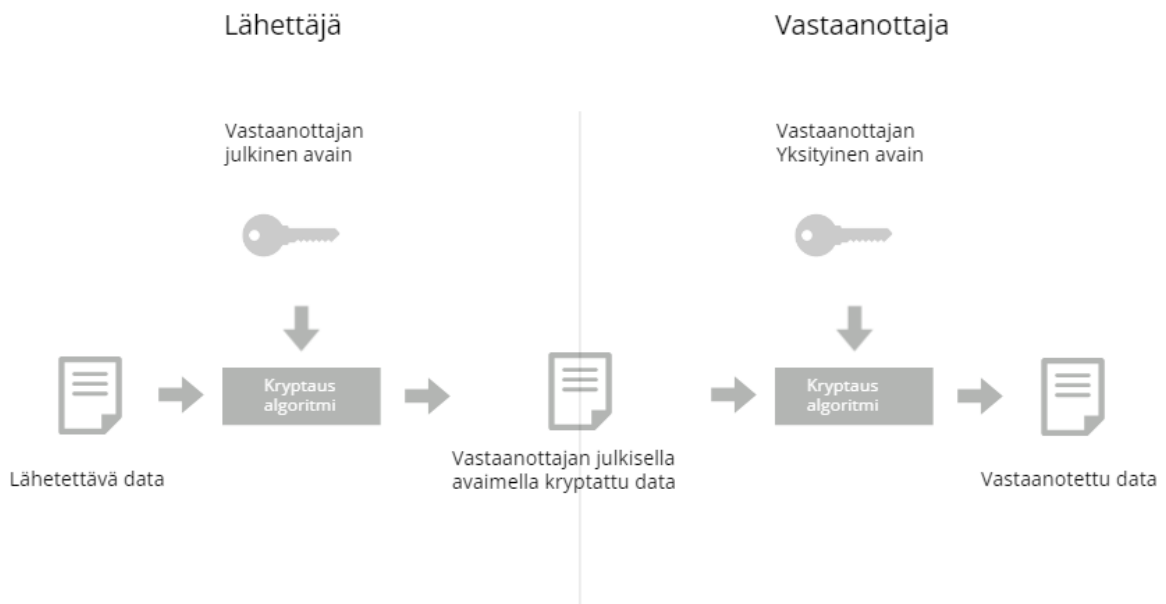 Lähettäjä
Vastaanottaja
Vastaanottajan
julkinen avain
Vastaanottajan
Yksityinen avain
Kryptaus
algoritmi
Kryptaus
algoritmi
Lähetettävä data
Vastaanottajan julkisella
avaimella kryptattu data
Vastaanotettu data